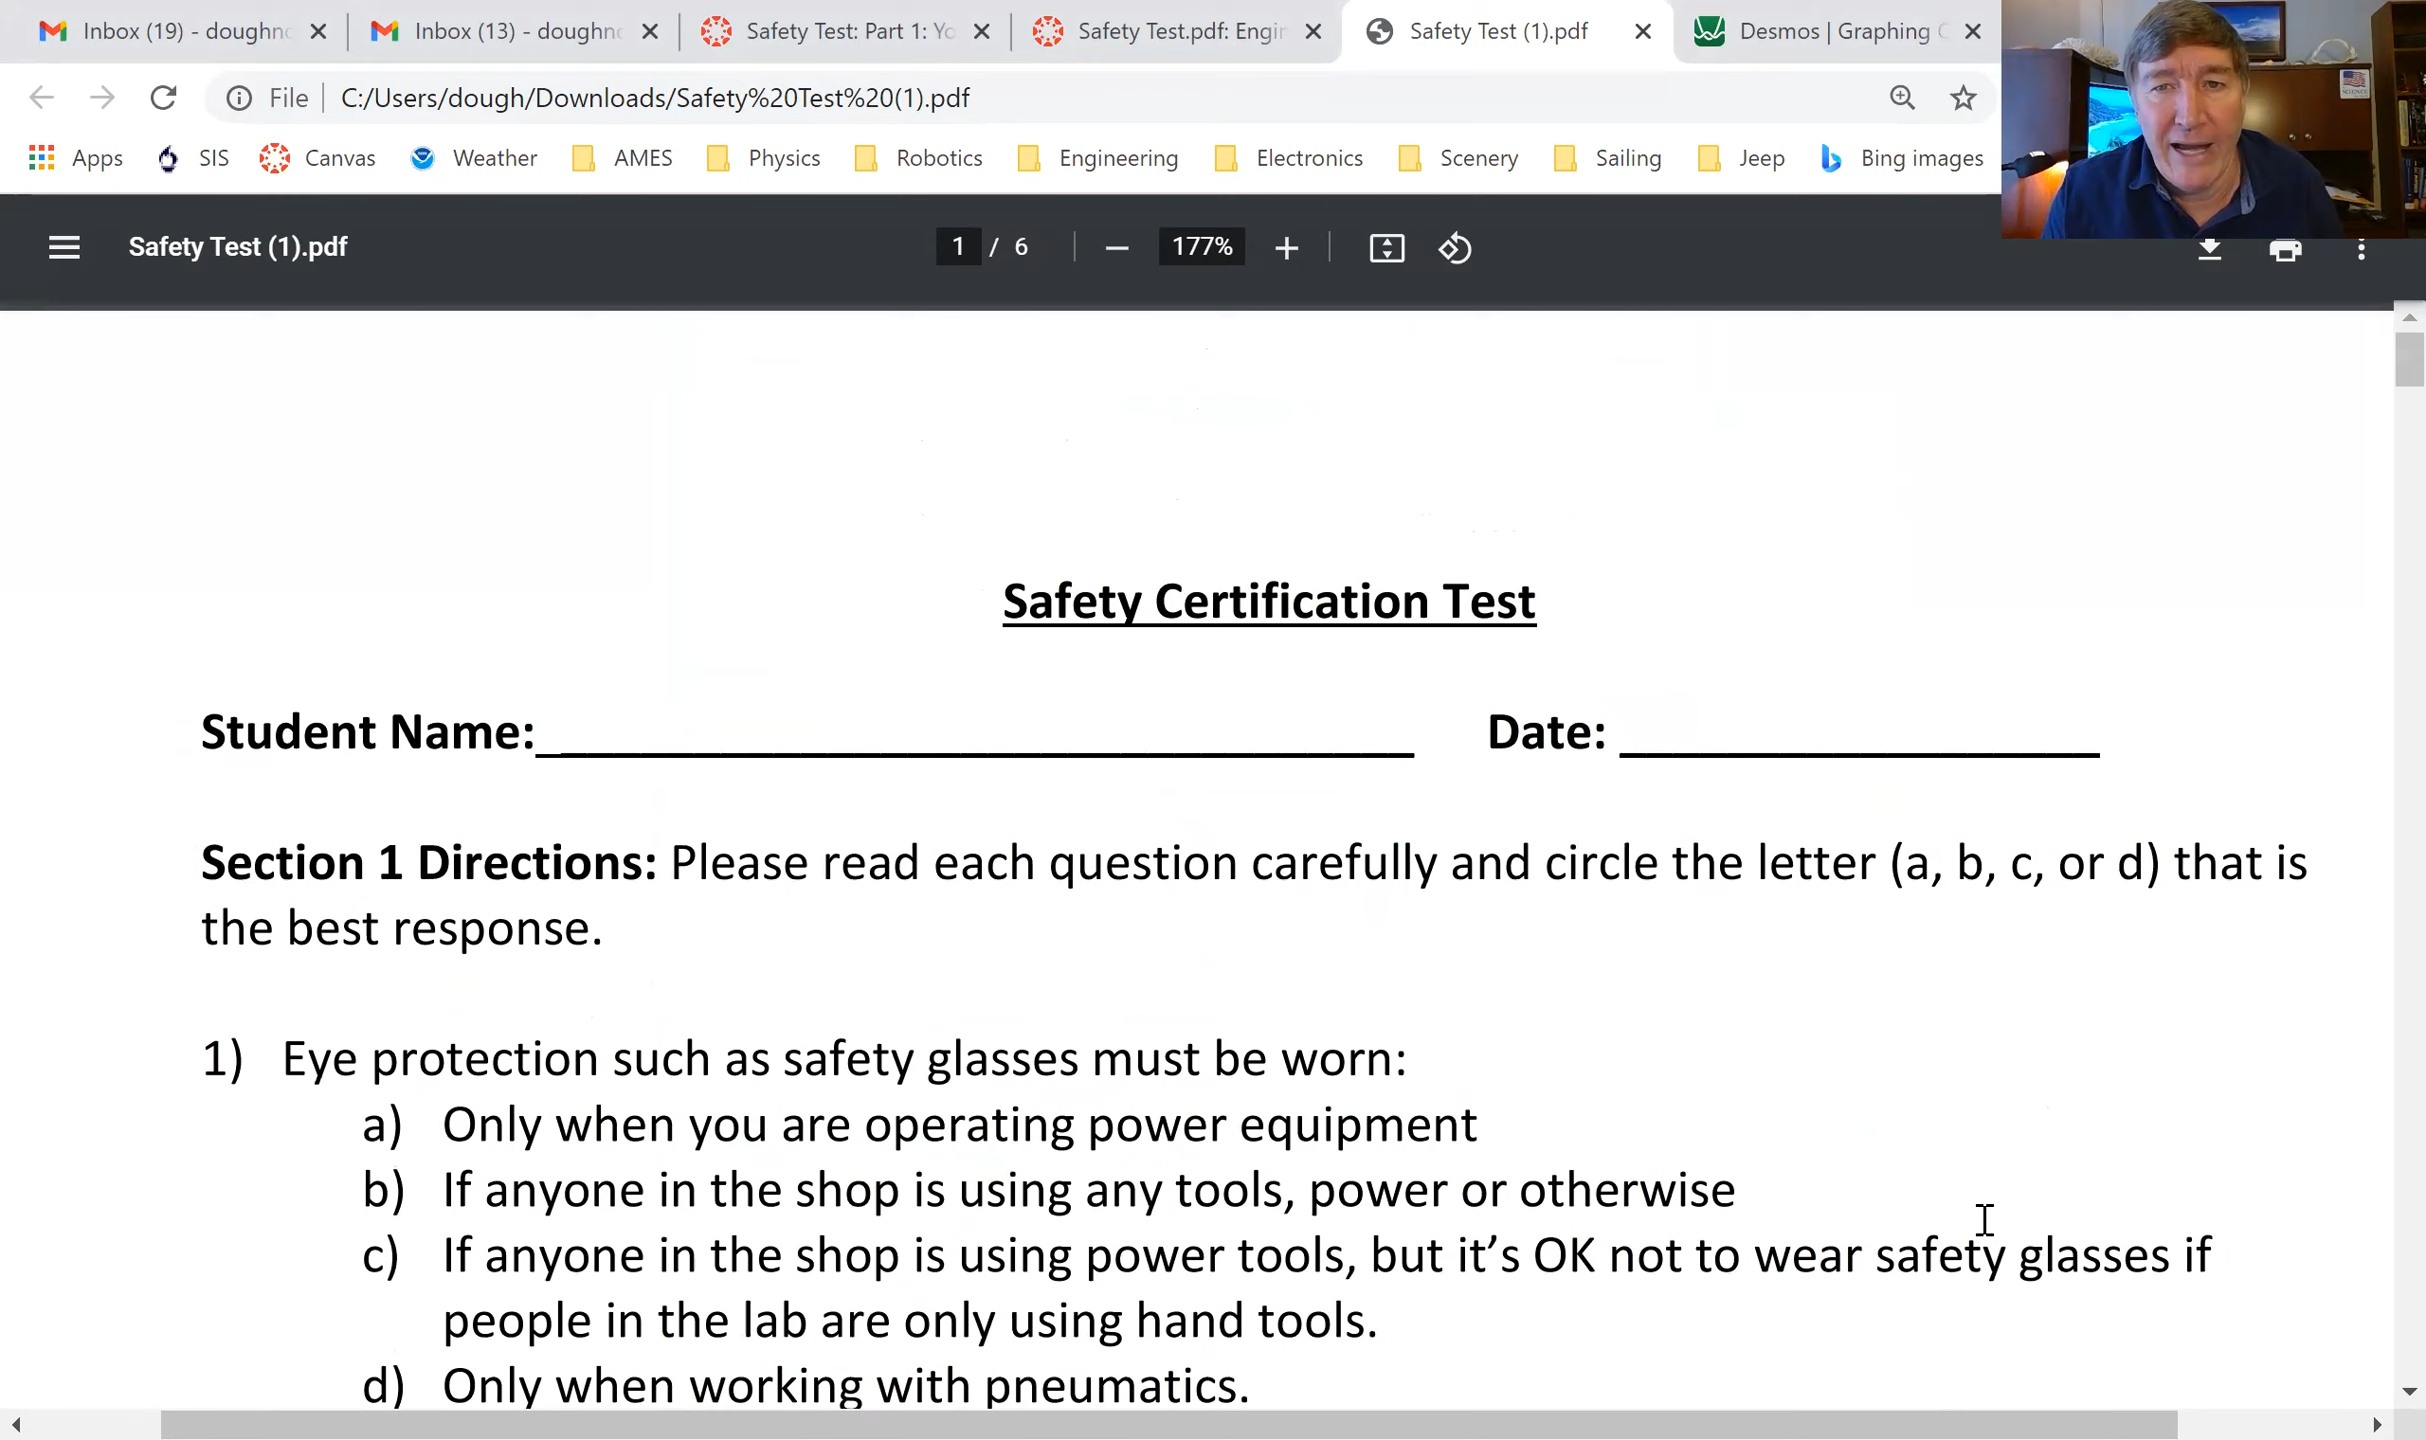 Inbox (19) - doughno
Inbox (13) - doughno
Safety Test: Part 1: Yo
Safety Test.pdf: Engin
Safety Test (1).pdf
Desmos | Graphing C
File
C:/Users/dough/Downloads/Safety%20Test%20(1).pdf
Apps
SIS
Canvas
Weather
AMES
Physics
Robotics
Engineering
Electronics
Scenery
Sailing
Jeep
Bing images
Safety Test (1).pdf
1 / 6
177%
Safety Certification Test
Student Name: Date:
Section 1 Directions: Please read each question carefully and circle the letter (a, b, c, or d) that is
the best response.
1) Eye protection such as safety glasses must be worn:
a) Only when you are operating power equipment
b) If anyone in the shop is using any tools, power or otherwise
c) If anyone in the shop is using power tools, but it’s OK not to wear safety glasses if
people in the lab are only using hand tools.
d) Only when working with pneumatics.